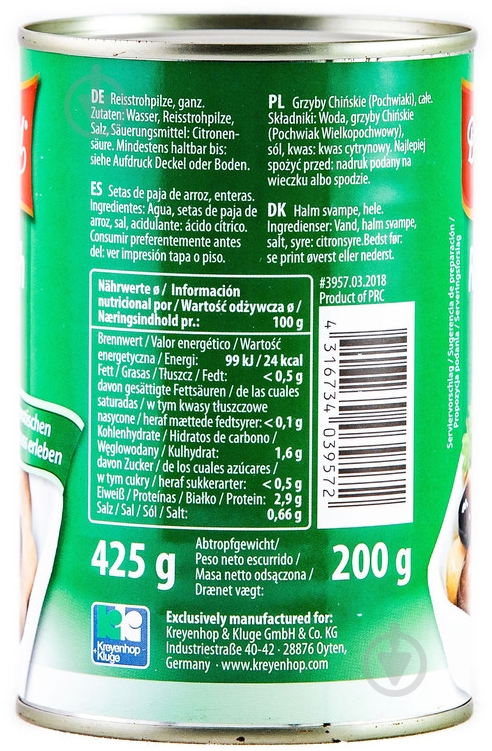 DE Reisstrohpilze, ganz.
Zutaten: Wasser, Reisstrohpilze,
Salz, Säuerungsmittel: Citronen-
säure. Mindestens haltbar bis:
siehe Aufdruck Deckel oder Boden.
ES Setas de paja de arroz, enteras.
Ingredientes: Agua, setas de paja de
arroz, sal, acidulante: ácido cítrico.
Consumir preferentemente antes
del: ver impresión tapa o piso.
PL Grzyby Chińskie (Pochwiaki), całe.
Składniki: Woda, grzyby Chińskie
(Pochwiak Wielkopochwowy),
sól, kwas: kwas cytrynowy. Najlepiej
spożyć przed: nadruk podany na
wieczku albo spodzie.
DK Halm svampe, hele.
Ingredienser: Vand, halm svampe,
salt, syre: citronsyre.Bedst før:
se print øverst eller nederst.
Nährwerte ø / Información
nutricional por / Wartość odżywcza ø /
Næringsindhold pr.: 100 g
Brennwert / Valor energético / Wartość
energetyczna / Energi: 99 kJ / 24 kcal
Fett / Grasas / Tłuszcz / Fedt: < 0,5 g
davon gesättigte Fettsäuren / de las cuales
saturadas / w tym kwasy tłuszczowe
nasycone / heraf mættede fedtsyrer: < 0,1 g
Kohlenhydrate / Hidratos de carbono /
Węglowodany / Kulhydrat: 1,6 g
davon Zucker / de los cuales azúcares /
w tym cukry / heraf sukkerarter: < 0,5 g
Eiweiß / Proteínas / Białko / Protein: 2,9 g
Salz / Sal / Sól / Salt: 0,66 g
#3957.03.2018
Product of PRC
4 316734 039572
Serviervorschlag / Sugerencia de preparación /
Propozycja podania / Serveringsforslag
425 g
Abtropfgewicht/
Peso neto escurrido /
Masa netto odsączona /
Drænet vægt:
200 g
Kreyenhop
+Kluge
Exclusively manufactured for:
Kreyenhop & Kluge GmbH & Co. KG
Industriestraße 40-42 · 28876 Oyten,
Germany · www.kreyenhop.com
erleben